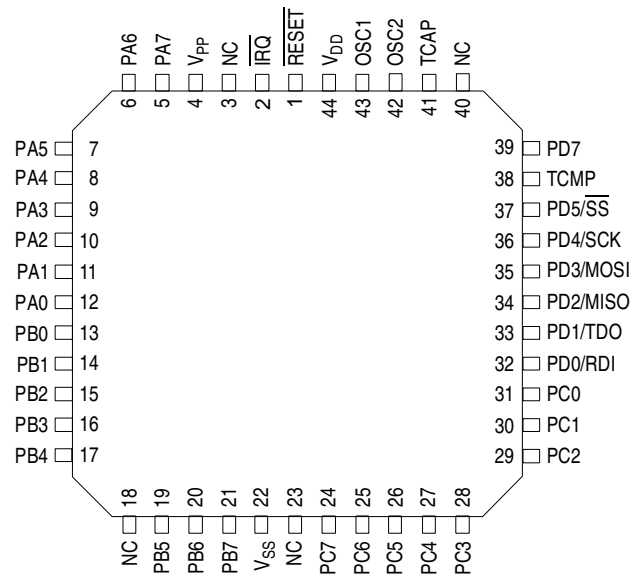 PA6 PA7 VPP NC IRQ RESET VDD OSC1 OSC2 TCAP NC
6 5 4 3 2 1 44 43 42 41 40
PA5 7 39 PD7
PA4 8 38 TCMP
PA3 9 37 PD5/SS
PA2 10 36 PD4/SCK
PA1 11 35 PD3/MOSI
PA0 12 34 PD2/MISO
PB0 13 33 PD1/TDO
PB1 14 32 PD0/RDI
PB2 15 31 PC0
PB3 16 30 PC1
PB4 17 29 PC2
18 19 20 21 22 23 24 25 26 27 28
NC PB5 PB6 PB7 VSS NC PC7 PC6 PC5 PC4 PC3